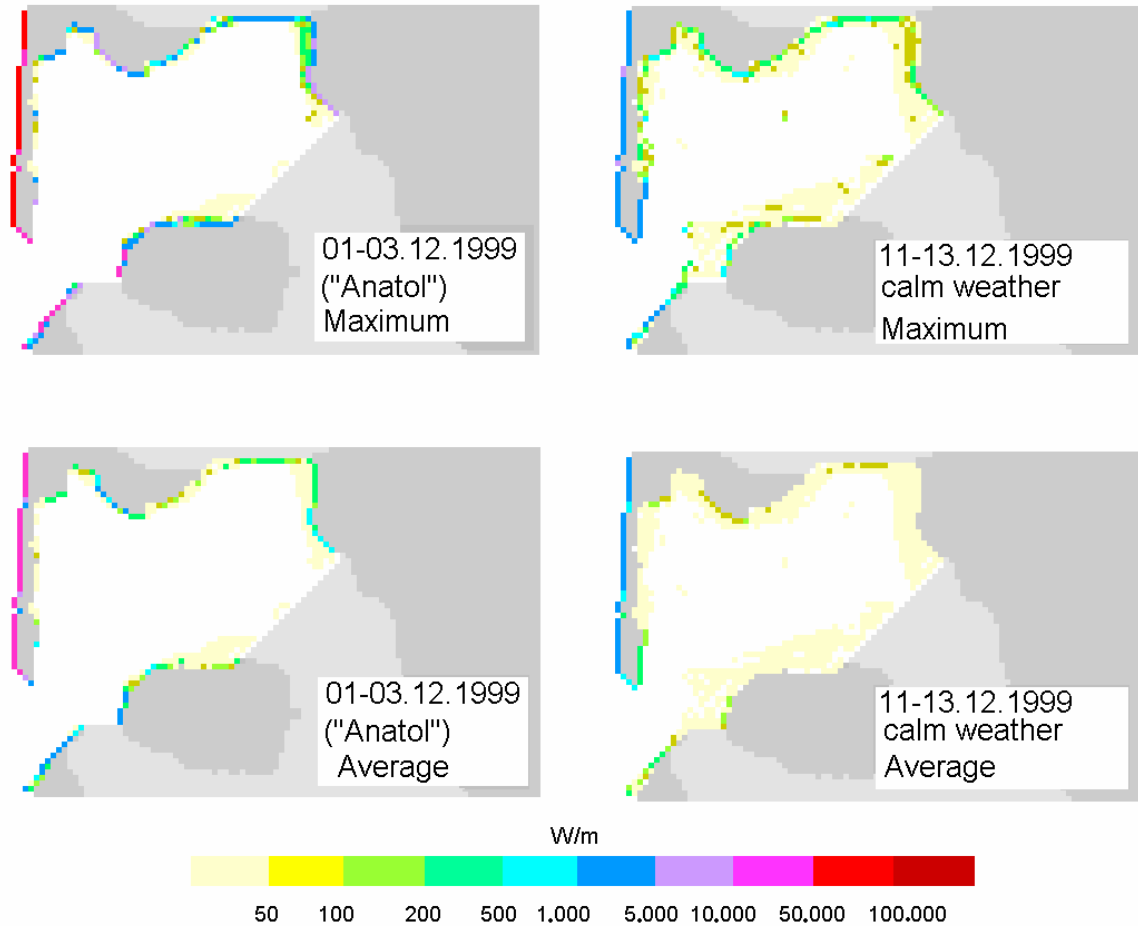 01-03.12.1999
("Anatol")
Maximum
11-13.12.1999
calm weather
Maximum
01-03.12.1999
("Anatol")
Average
11-13.12.1999
calm weather
Average
W/m
50 100 200 500 1.000 5.000 10.000 50.000 100.000